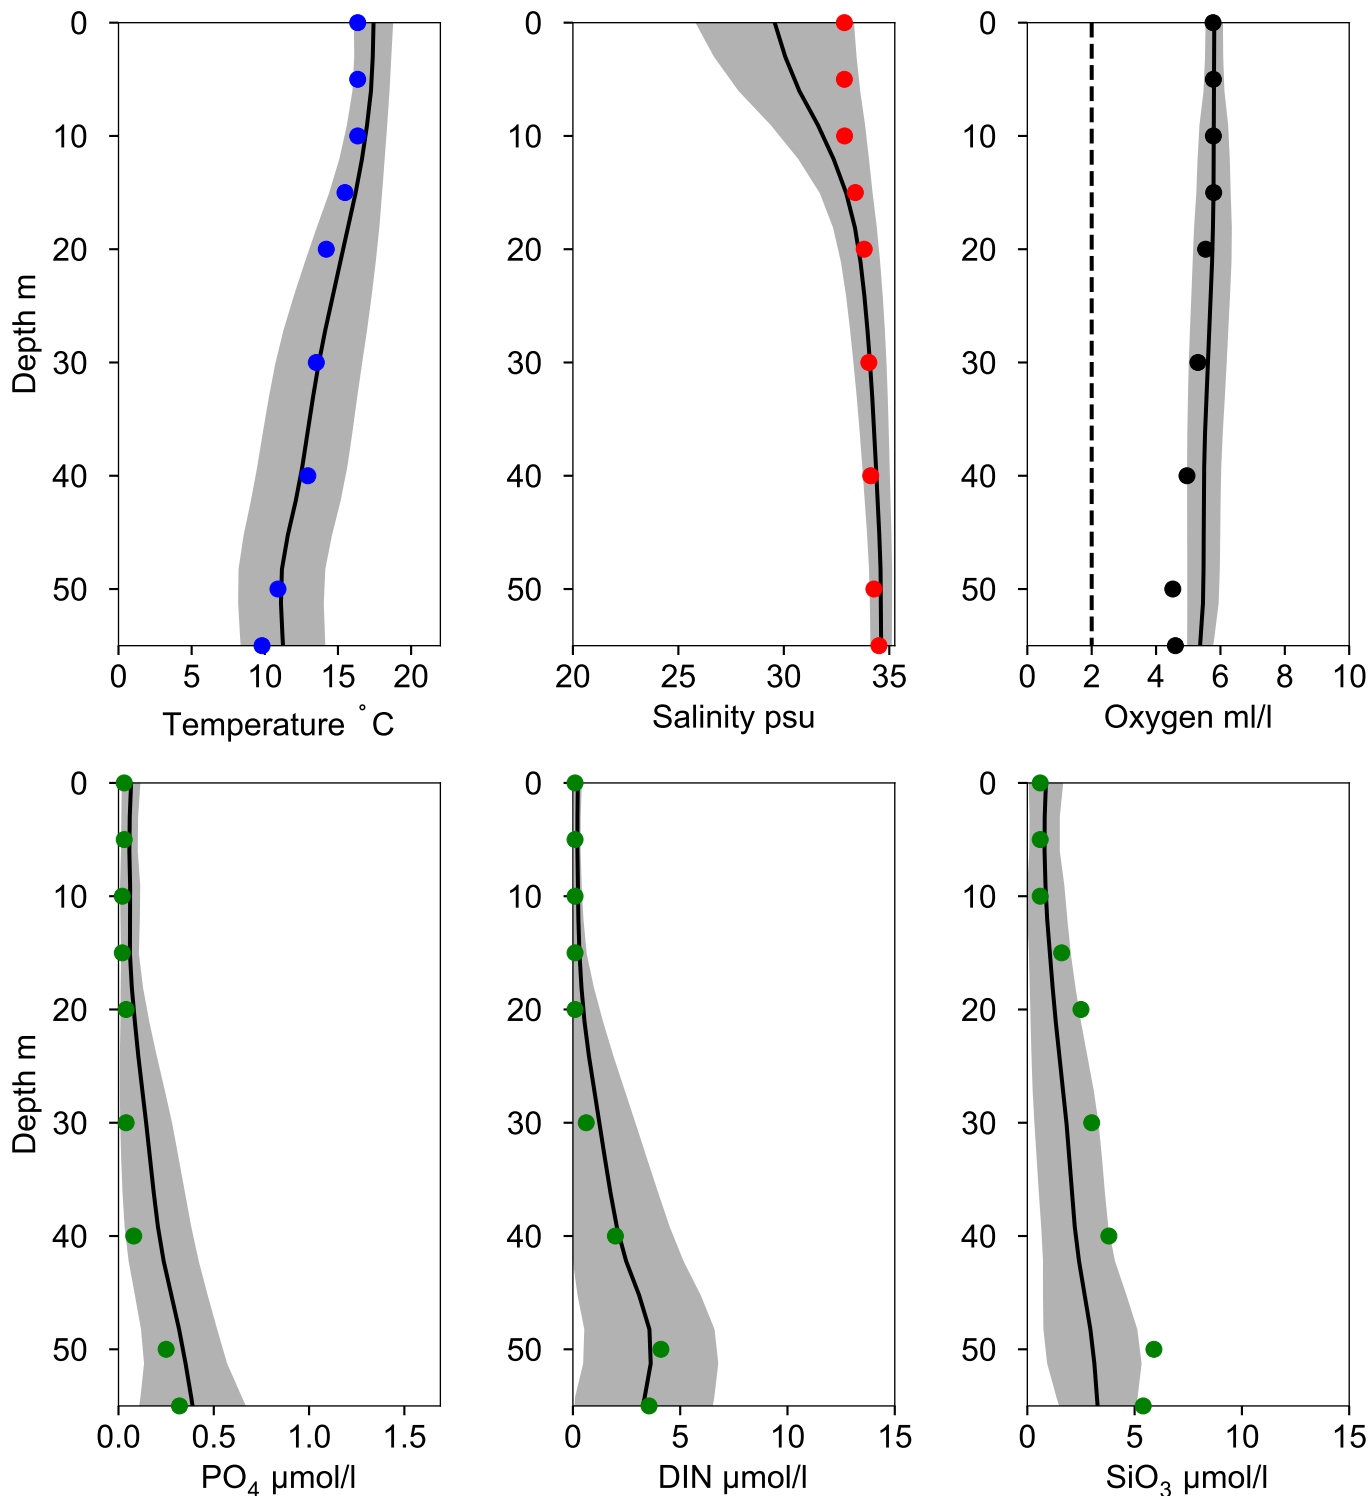 0
10
20
30
40
50
Depth m
0 5 10 15 20
Temperature °C
0
10
20
30
40
50
20 25 30 35
Salinity psu
0
10
20
30
40
50
0 2 4 6 8 10
Oxygen ml/l
0
10
20
30
40
50
Depth m
0.0 0.5 1.0 1.5
PO₄ µmol/l
0
10
20
30
40
50
0 5 10 15
DIN µmol/l
0
10
20
30
40
50
0 5 10 15
SiO₃ µmol/l